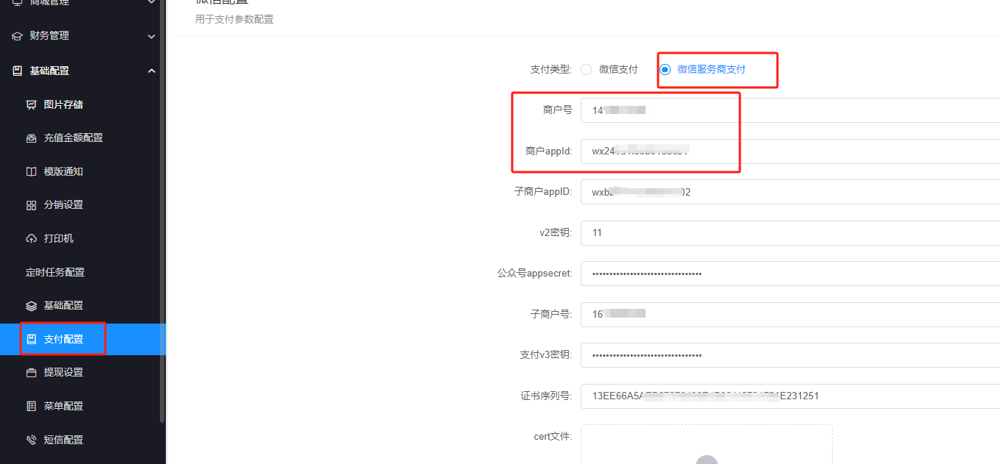 商城管理
财务管理
基础配置
图片存储
充值金额配置
模版通知
分销设置
打印机
定时任务配置
基础配置
支付配置
提现设置
菜单配置
短信配置
微信配置
用于支付参数配置
支付类型: 微信支付 微信服务商支付
商户号 14
商户appId: wx24
子商户appID: wxb 02
v2密钥: 11
公众号appsecret: ••••••••••••••••••••••••••••••••
子商户号: 16
支付v3密钥: ••••••••••••••••••••••••••••••••
证书序列号: 13EE66A5A E231251
cert文件: